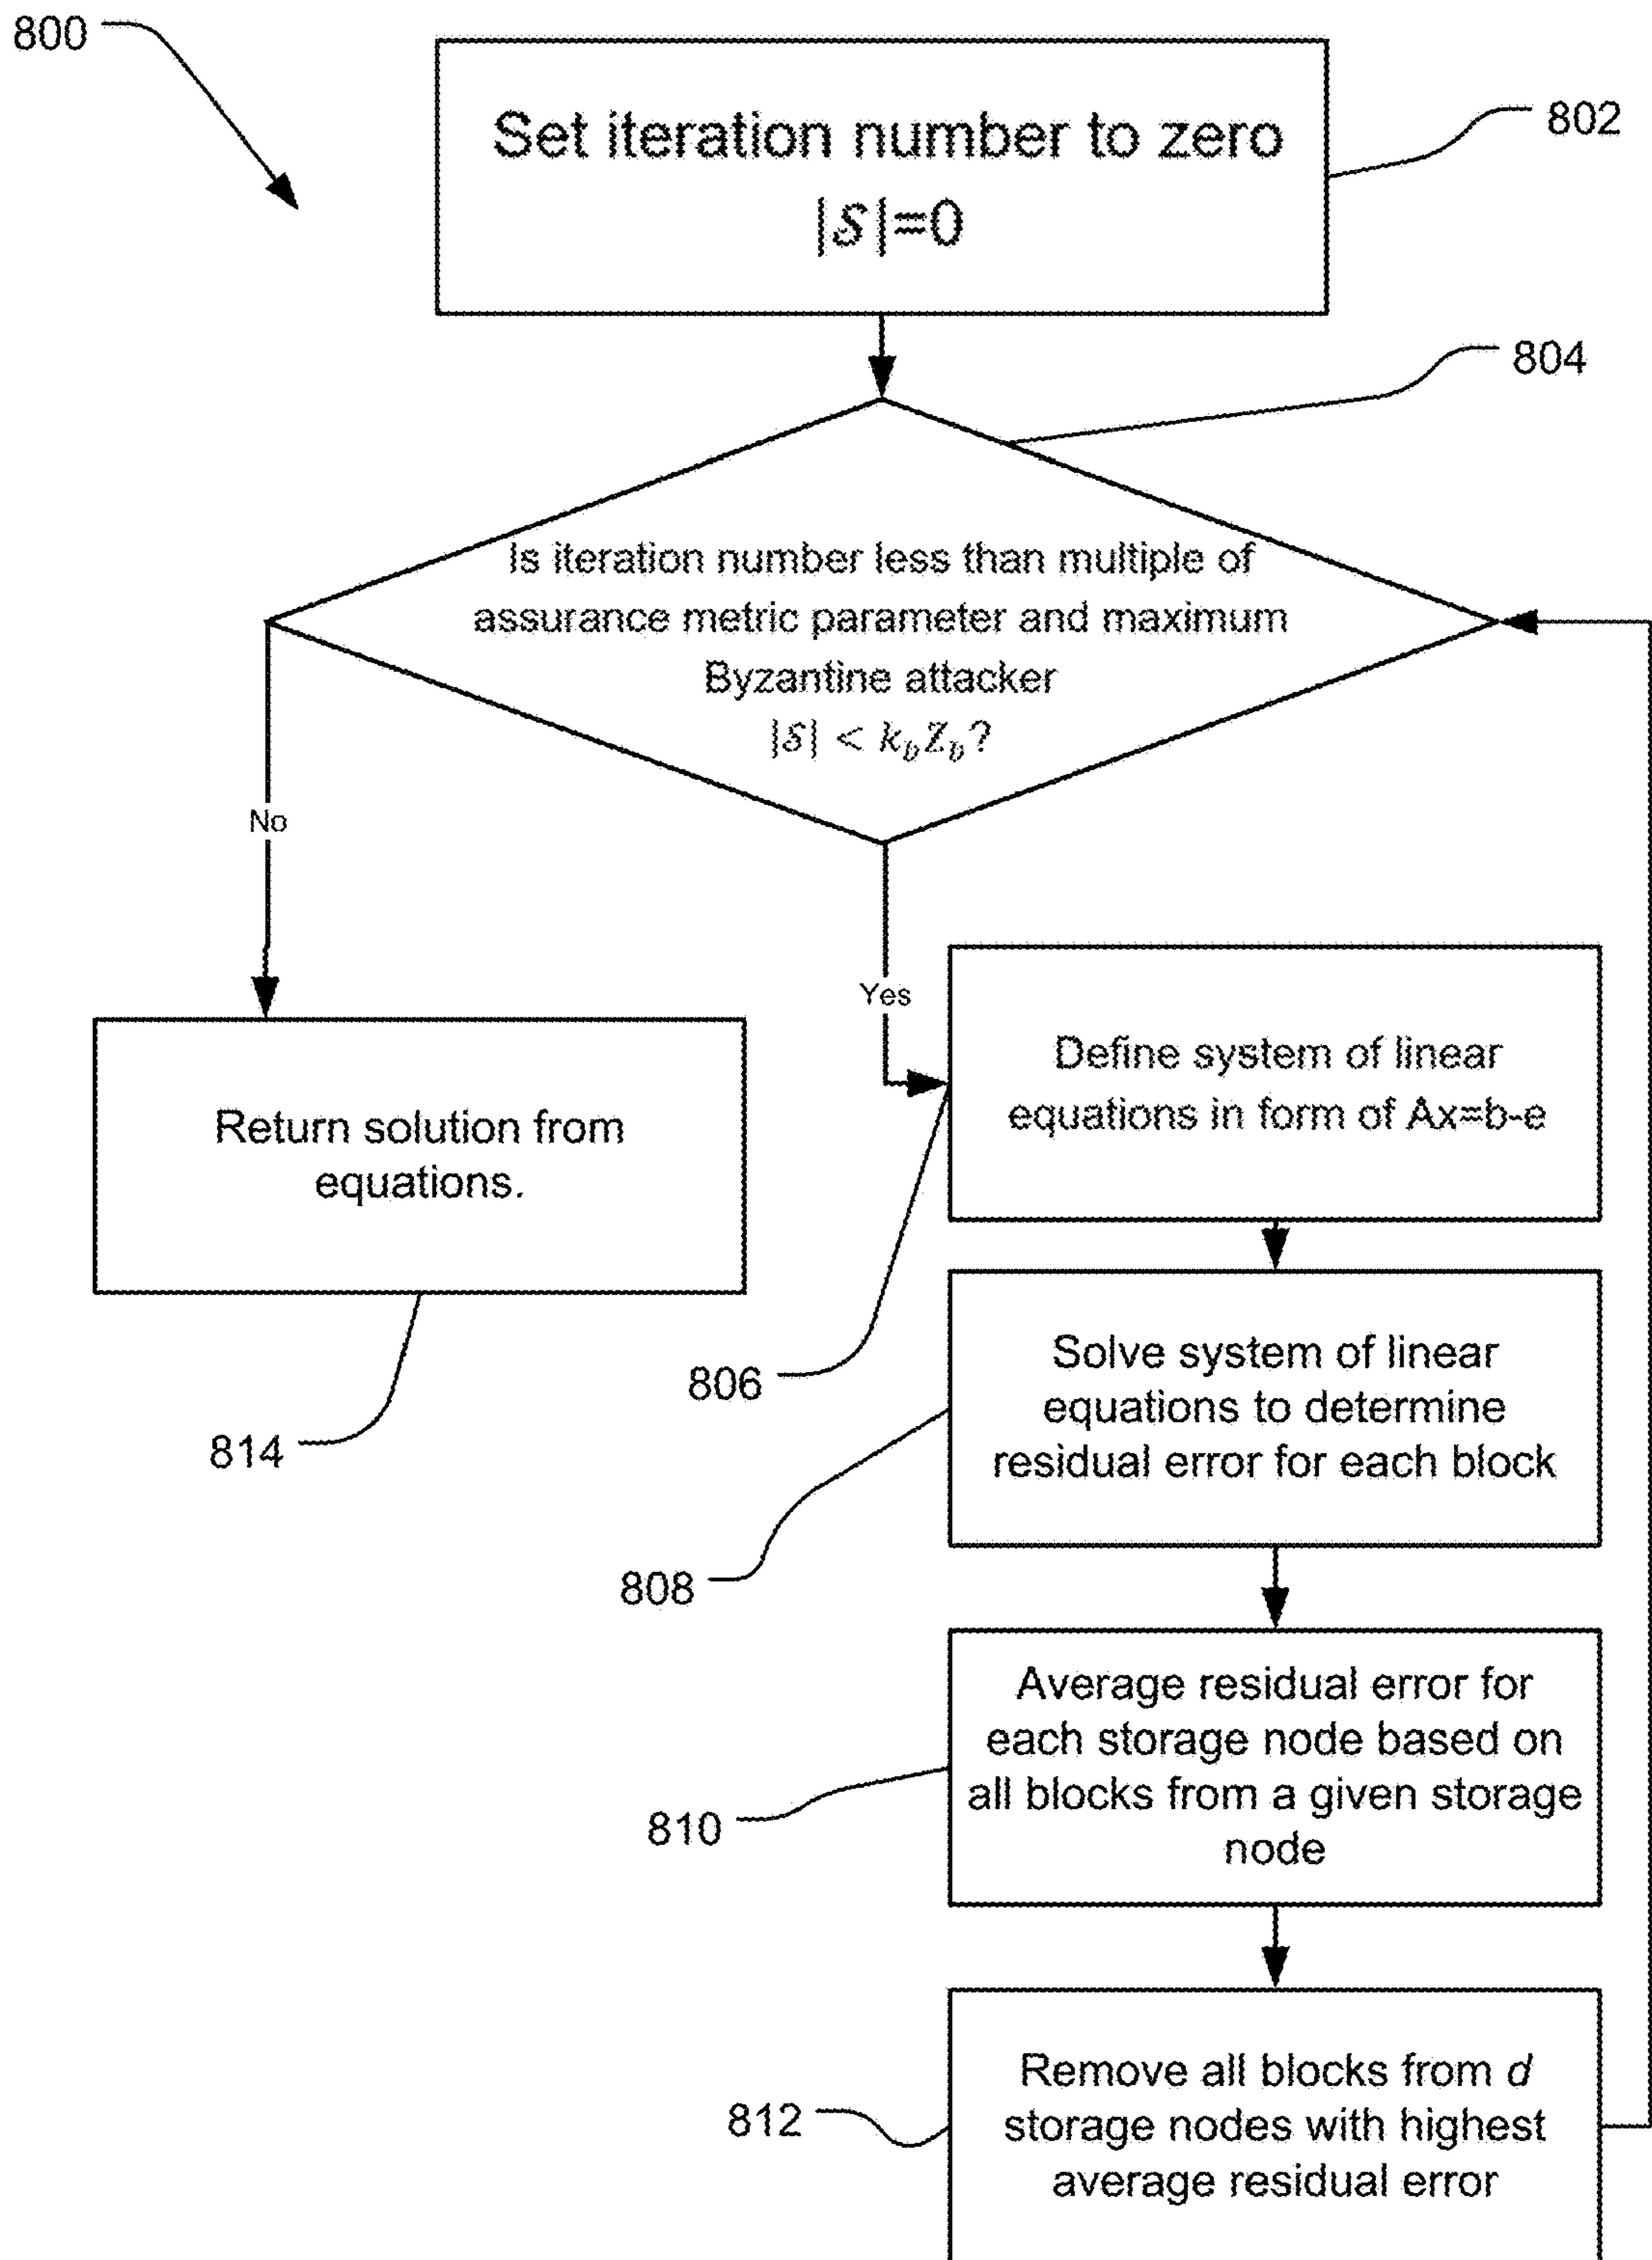 800
Set iteration number to zero
|𝒮|=0
802
804
Is iteration number less than multiple of
assurance metric parameter and maximum
Byzantine attacker
|𝒮| < k_b Z_b?
No
Yes
Return solution from
equations.
814
Define system of linear
equations in form of Ax=b-e
806
Solve system of linear
equations to determine
residual error for each block
808
Average residual error for
each storage node based on
all blocks from a given storage
node
810
Remove all blocks from d
storage nodes with highest
average residual error
812